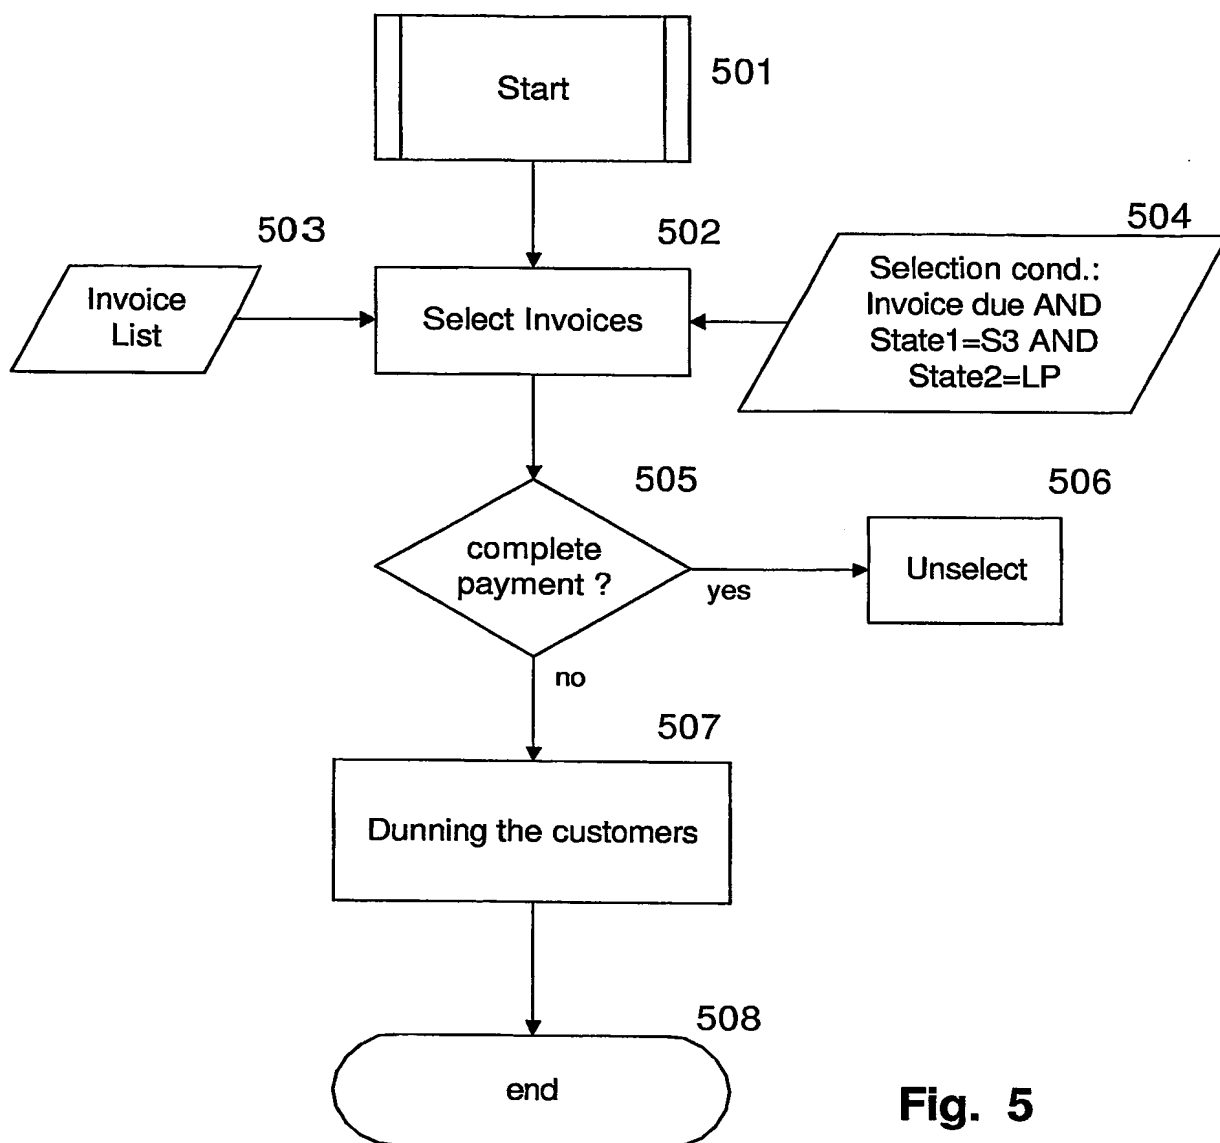 501
Start
503
502
504
Invoice
List
Select Invoices
Selection cond.:
Invoice due AND
State1=S3 AND
State2=LP
505
506
complete
payment ?
yes
Unselect
no
507
Dunning the customers
508
end
Fig. 5